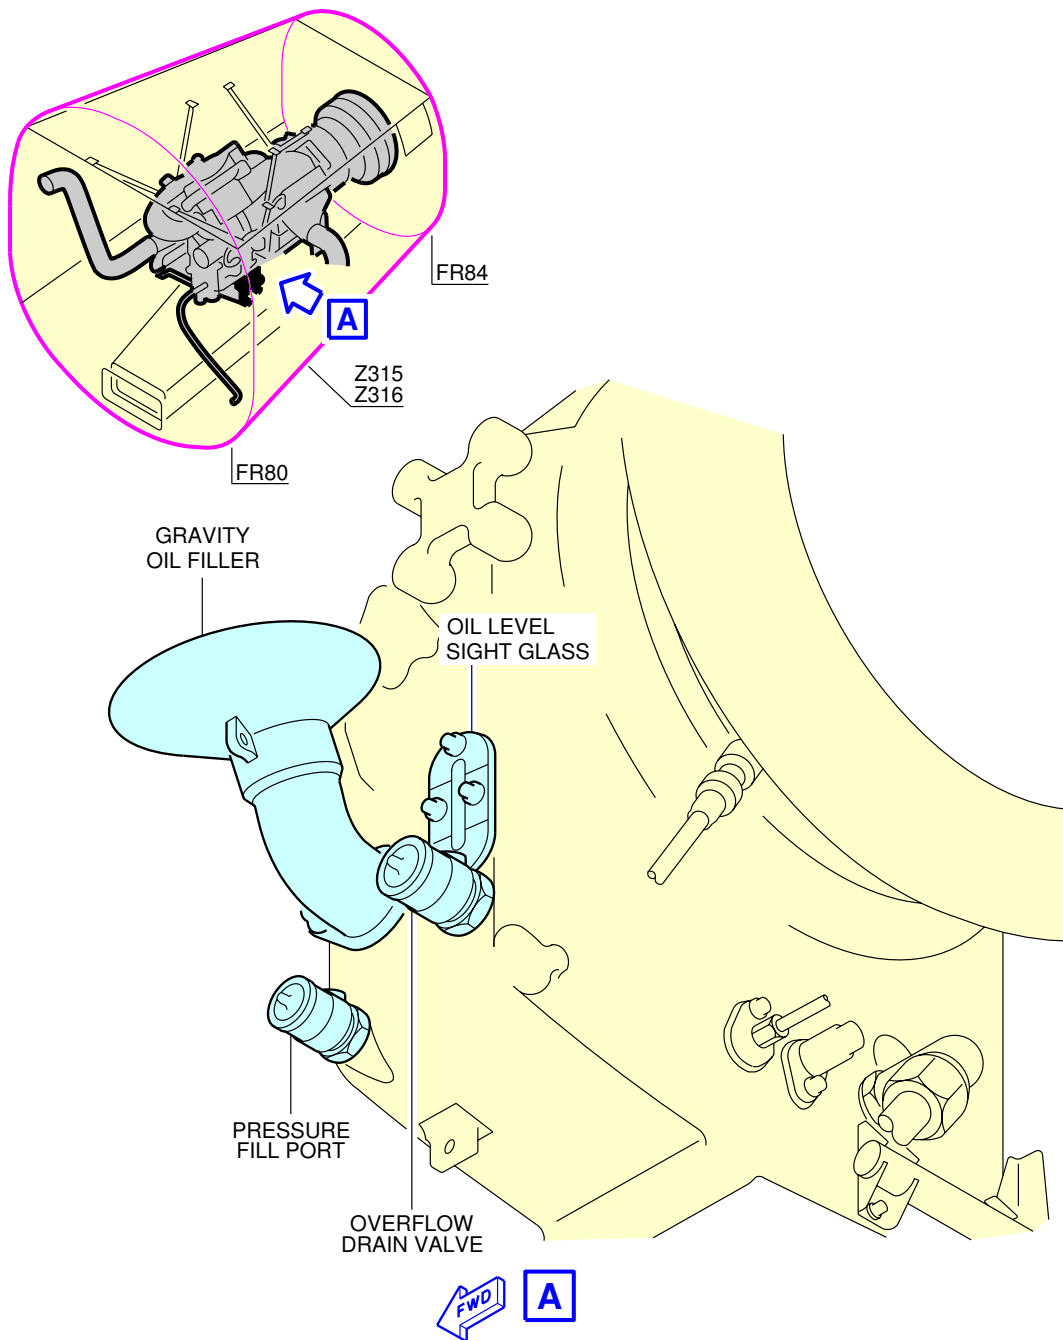 FR84
A
Z315
Z316
FR80
GRAVITY
OIL FILLER
OIL LEVEL
SIGHT GLASS
PRESSURE
FILL PORT
OVERFLOW
DRAIN VALVE
FWD
A